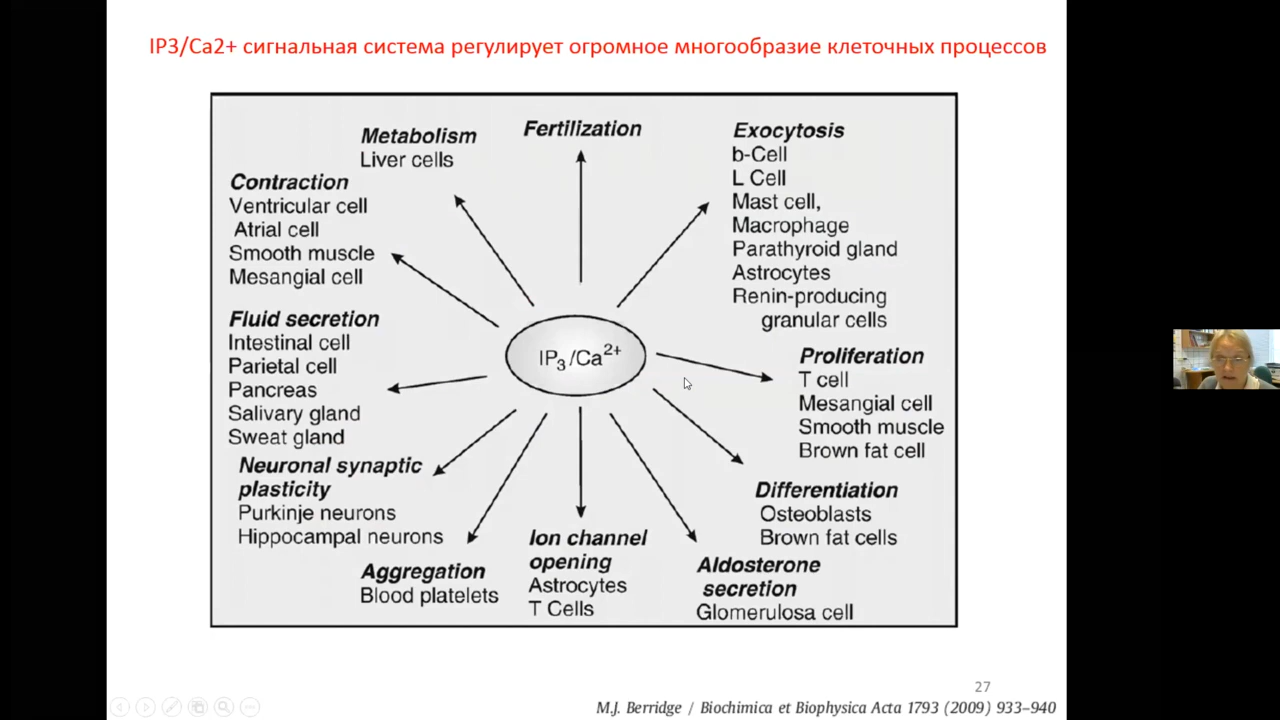 IP3/Ca2+ сигнальная система регулирует огромное многообразие клеточных процессов
Metabolism
Liver cells
Fertilization
Exocytosis
b-Cell
L Cell
Mast cell,
Macrophage
Parathyroid gland
Astrocytes
Renin-producing
granular cells
Contraction
Ventricular cell
Atrial cell
Smooth muscle
Mesangial cell
Fluid secretion
Intestinal cell
Parietal cell
Pancreas
Salivary gland
Sweat gland
IP₃/Ca²⁺
Proliferation
T cell
Mesangial cell
Smooth muscle
Brown fat cell
Neuronal synaptic
plasticity
Purkinje neurons
Hippocampal neurons
Differentiation
Osteoblasts
Brown fat cells
Aggregation
Blood platelets
Ion channel
opening
Astrocytes
T Cells
Aldosterone
secretion
Glomerulosa cell
27
M.J. Berridge / Biochimica et Biophysica Acta 1793 (2009) 933–940